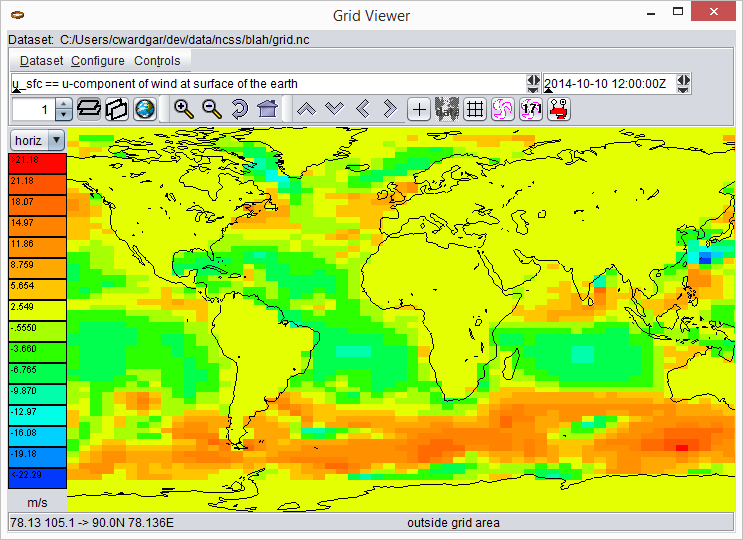 Grid Viewer
Dataset: C:/Users/cwardgar/dev/data/ncss/blah/grid.nc
Dataset Configure Controls
u_sfc == u-component of wind at surface of the earth 2014-10-10 12:00:00Z
1 171
horiz
>21.18
21.18
18.07
14.97
11.86
8.759
5.654
2.549
-.5550
-3.660
-6.765
-9.870
-12.97
-16.08
-19.18
<-22.29
m/s
78.13 105.1 -> 90.0N 78.136E outside grid area